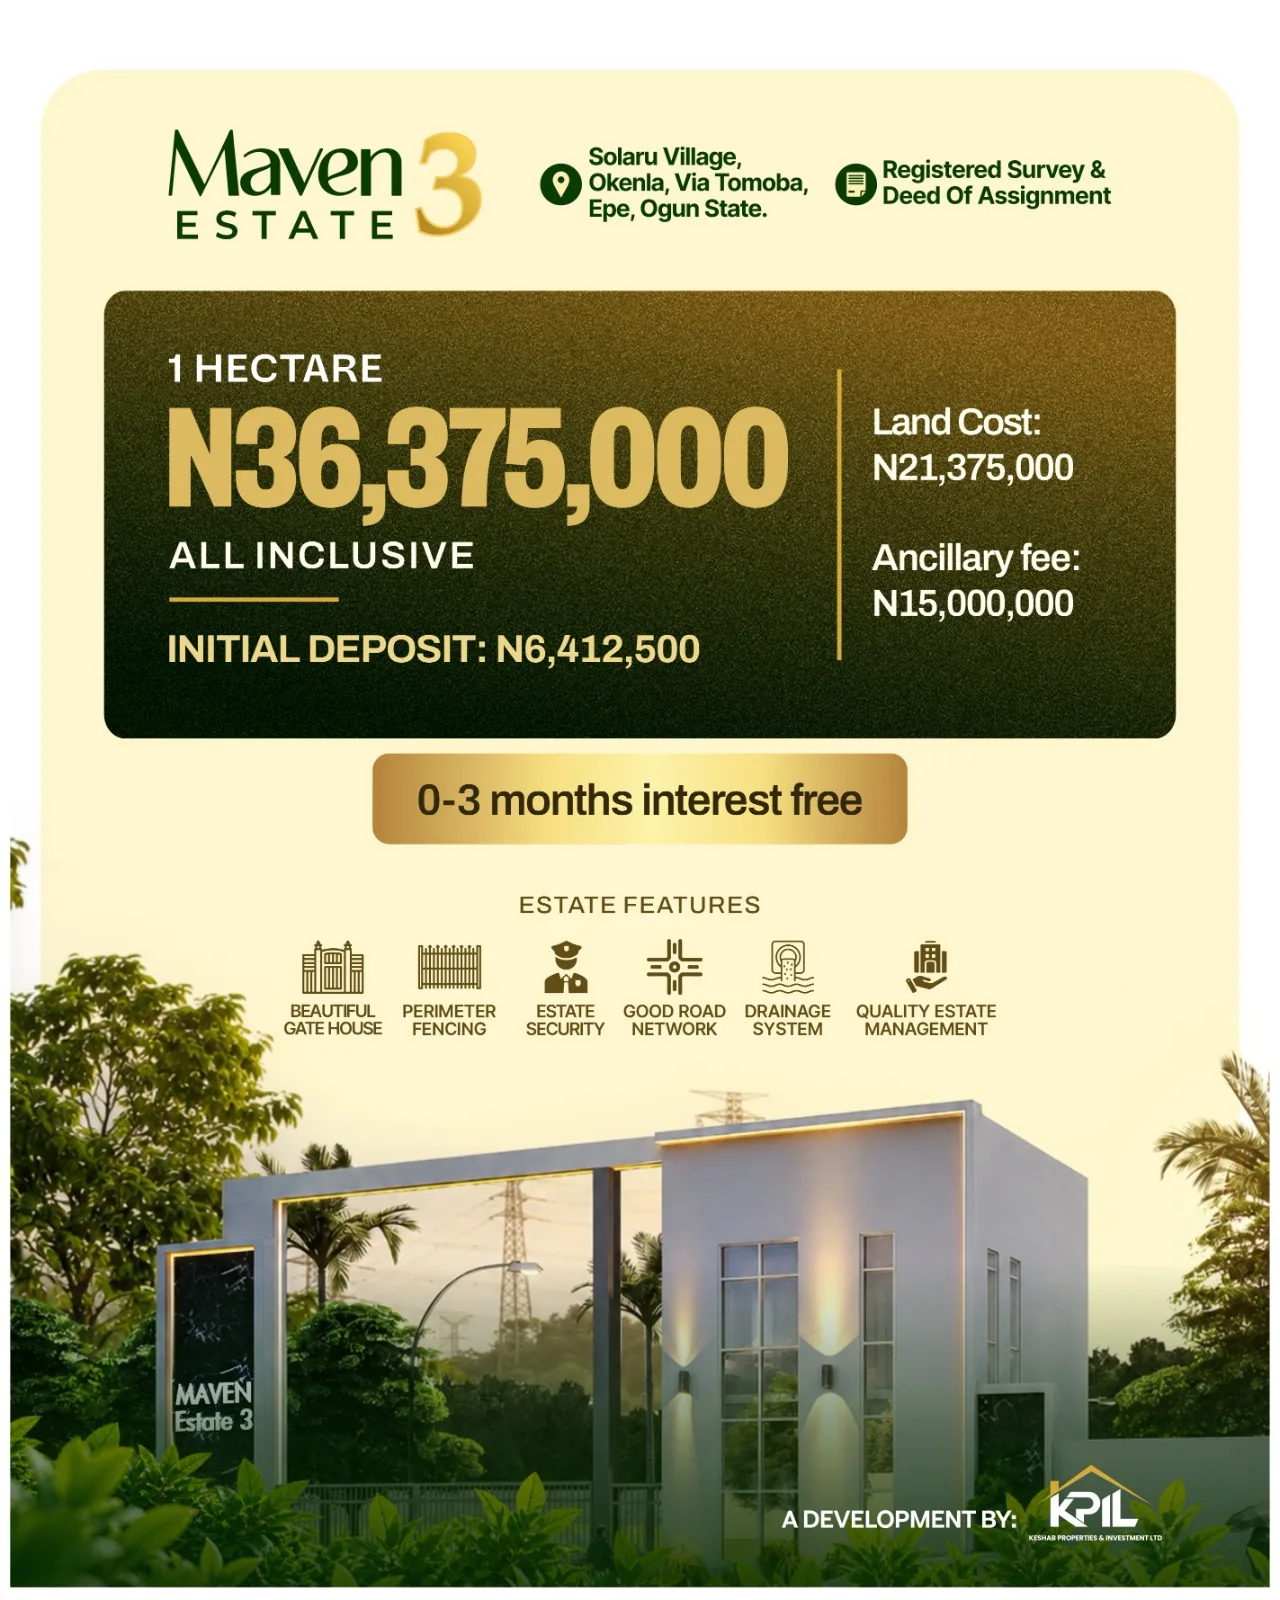 Maven 3
ESTATE
Solaru Village,
Okenla, Via Tomoba,
Epe, Ogun State.
Registered Survey &
Deed Of Assignment
1 HECTARE
N36,375,000
ALL INCLUSIVE
INITIAL DEPOSIT: N6,412,500
Land Cost:
N21,375,000
Ancillary fee:
N15,000,000
0-3 months interest free
ESTATE FEATURES
BEAUTIFUL
GATE HOUSE
PERIMETER
FENCING
ESTATE
SECURITY
GOOD ROAD
NETWORK
DRAINAGE
SYSTEM
QUALITY ESTATE
MANAGEMENT
MAVEN
Estate 3
A DEVELOPMENT BY:
KPIL
KESHAB PROPERTIES & INVESTMENT LTD